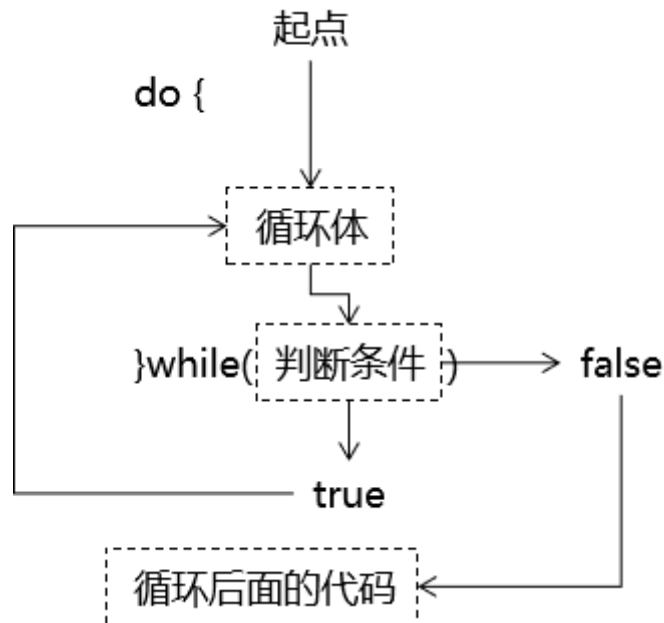 起点
do {
循环体
}while( 判断条件 ) false
true
循环后面的代码